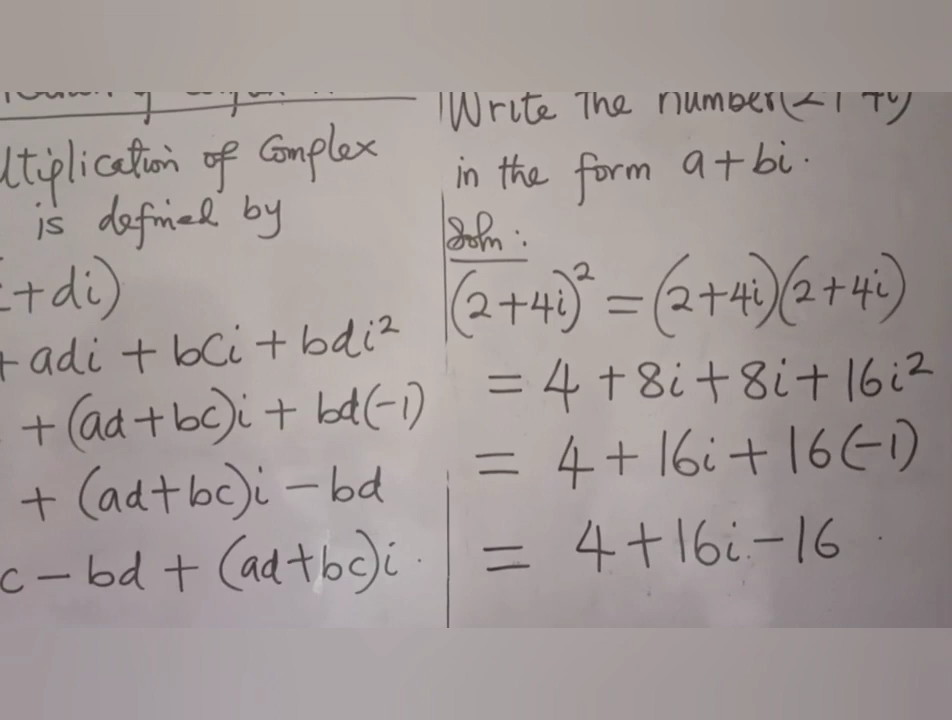 ultiplication of Complex
is defined by
+di)
+ adi + bCi + bdi²
+ (ad+bc)i + bd(-1)
+ (ad+bc)i - bd
c - bd + (ad+bc)i.
Write the number
in the form a+bi.
Soln:
(2+4i)² = (2+4i)(2+4i)
= 4 + 8i + 8i + 16i²
= 4 + 16i + 16(-1)
= 4 + 16i - 16